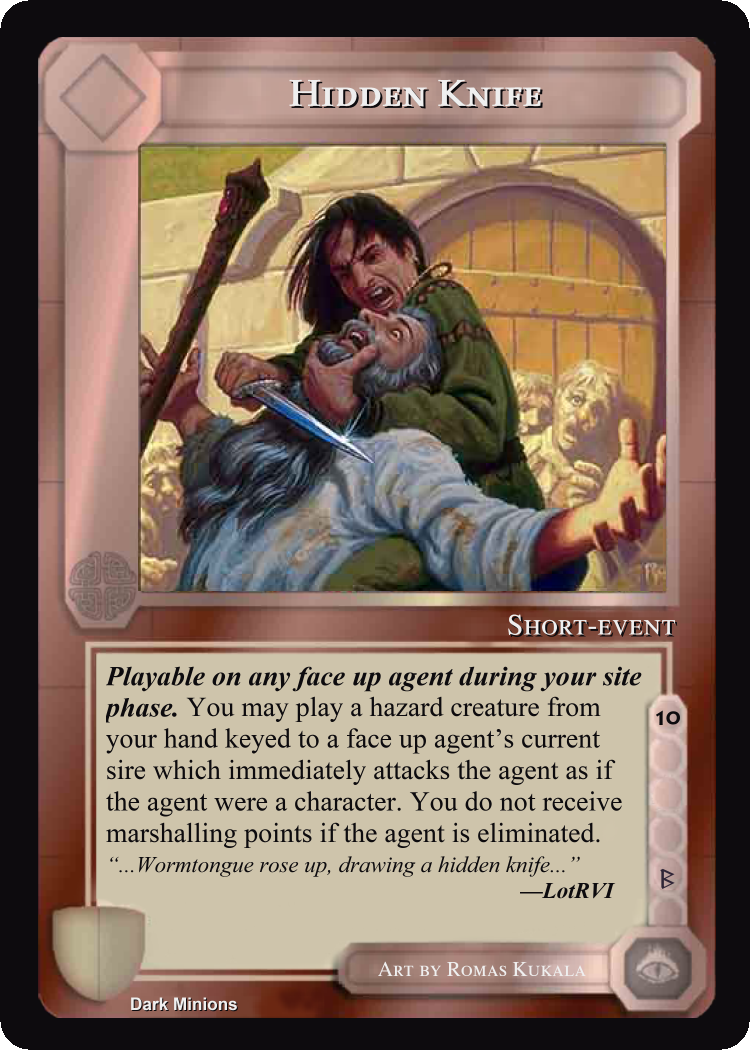 Hidden Knife
Short-event
Playable on any face up agent during your site
phase. You may play a hazard creature from
your hand keyed to a face up agent's current
sire which immediately attacks the agent as if
the agent were a character. You do not receive
marshalling points if the agent is eliminated.
"...Wormtongue rose up, drawing a hidden knife..."
—LotRVI
10
B
Art by Romas Kukala
Dark Minions